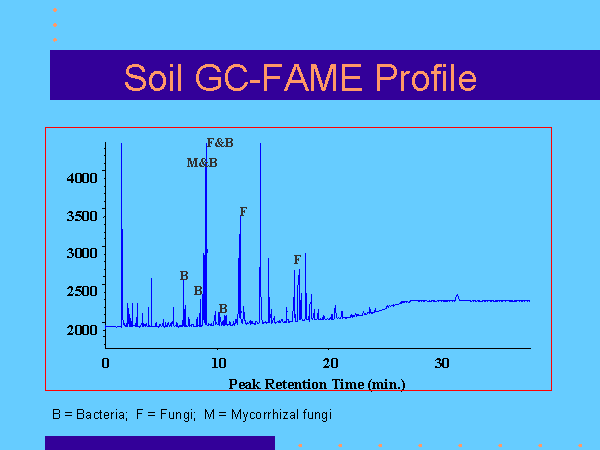 Soil GC-FAME Profile
F&B
M&B
4000
3500
F
3000
F
B
2500
B
B
2000
0 10 20 30
Peak Retention Time (min.)
B = Bacteria; F = Fungi; M = Mycorrhizal fungi